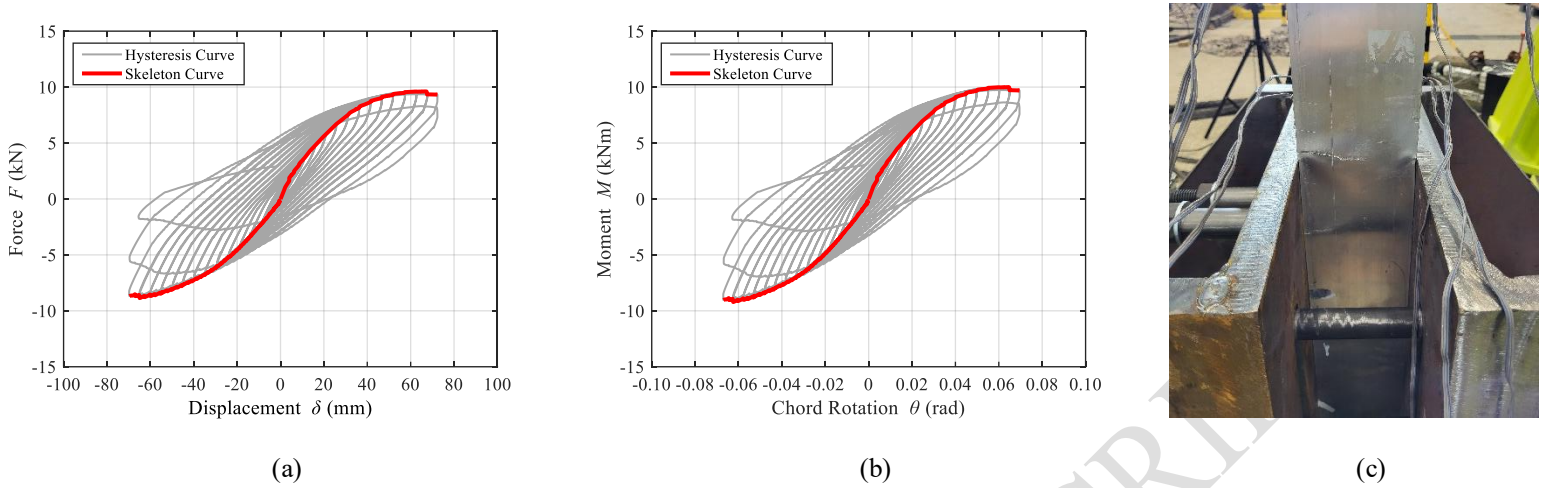 15
10
5
0
-5
-10
-15
Force F (kN)
Hysteresis Curve
Skeleton Curve
-100 -80 -60 -40 -20 0 20 40 60 80 100
Displacement δ (mm)
(a)
15
10
5
0
-5
-10
-15
Moment M (kNm)
Hysteresis Curve
Skeleton Curve
-0.10 -0.08 -0.06 -0.04 -0.02 0 0.02 0.04 0.06 0.08 0.10
Chord Rotation θ (rad)
(b)
(c)